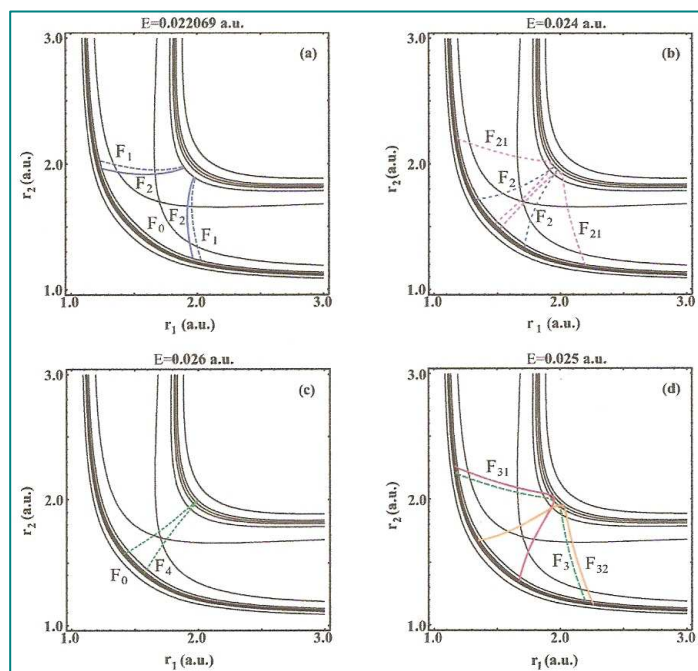 E=0.022069 a.u.
(a)
3.0
2.0
1.0
r2 (a.u.)
F1
F2
F0
F2
F1
1.0
2.0
3.0
r1 (a.u.)
E=0.024 a.u.
(b)
3.0
2.0
1.0
r2 (a.u.)
F21
F2
F2
F21
1.0
2.0
3.0
r1 (a.u.)
E=0.026 a.u.
(c)
3.0
2.0
1.0
r2 (a.u.)
F0
F4
1.0
2.0
3.0
r1 (a.u.)
E=0.025 a.u.
(d)
3.0
2.0
1.0
r2 (a.u.)
F31
F3
F32
1.0
2.0
3.0
r1 (a.u.)